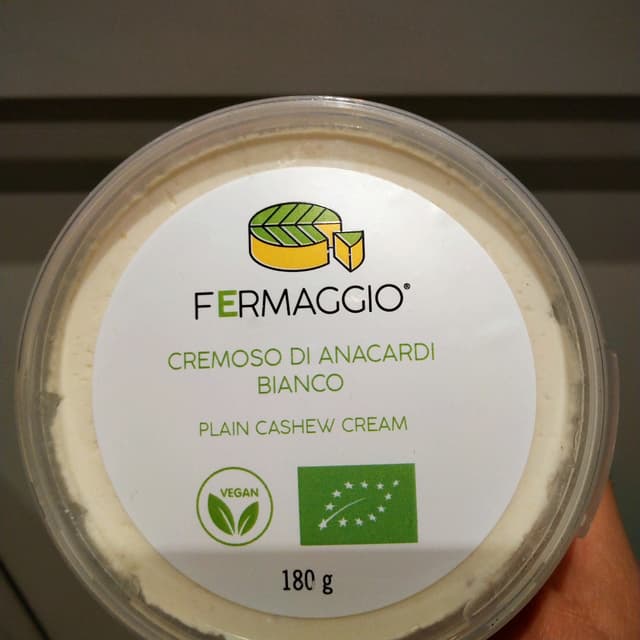 FERMAGGIO®
CREMOSO DI ANACARDI
BIANCO
PLAIN CASHEW CREAM
VEGAN
180 g